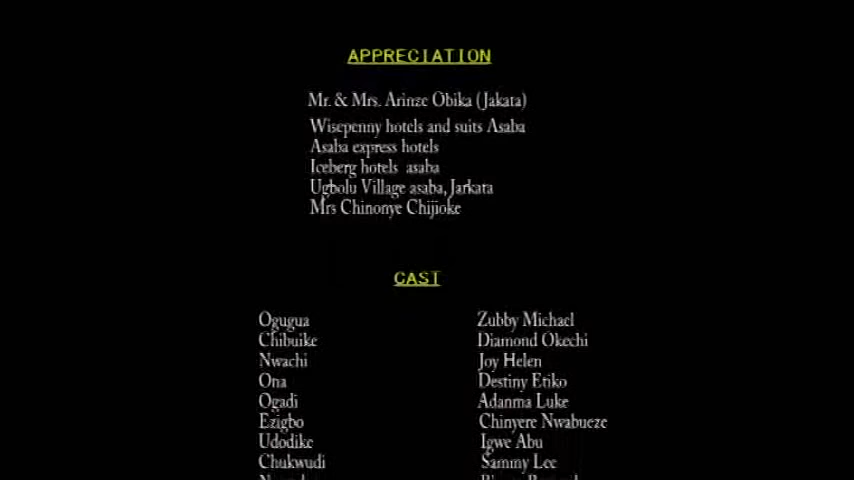 APPRECIATION
Mr. & Mrs. Arinze Obika (Jakata)
Wisepenny hotels and suits Asaba
Asaba express hotels
Iceberg hotels asaba
Ugbolu Village asaba, Jarkata
Mrs Chinonye Chijioke
CAST
Ogugua Zubby Michael
Chibuike Diamond Okechi
Nwachi Joy Helen
Ona Destiny Etiko
Ogadi Adanma Luke
Ezigbo Chinyere Nwabueze
Udodike Igwe Abu
Chukwudi Sammy Lee